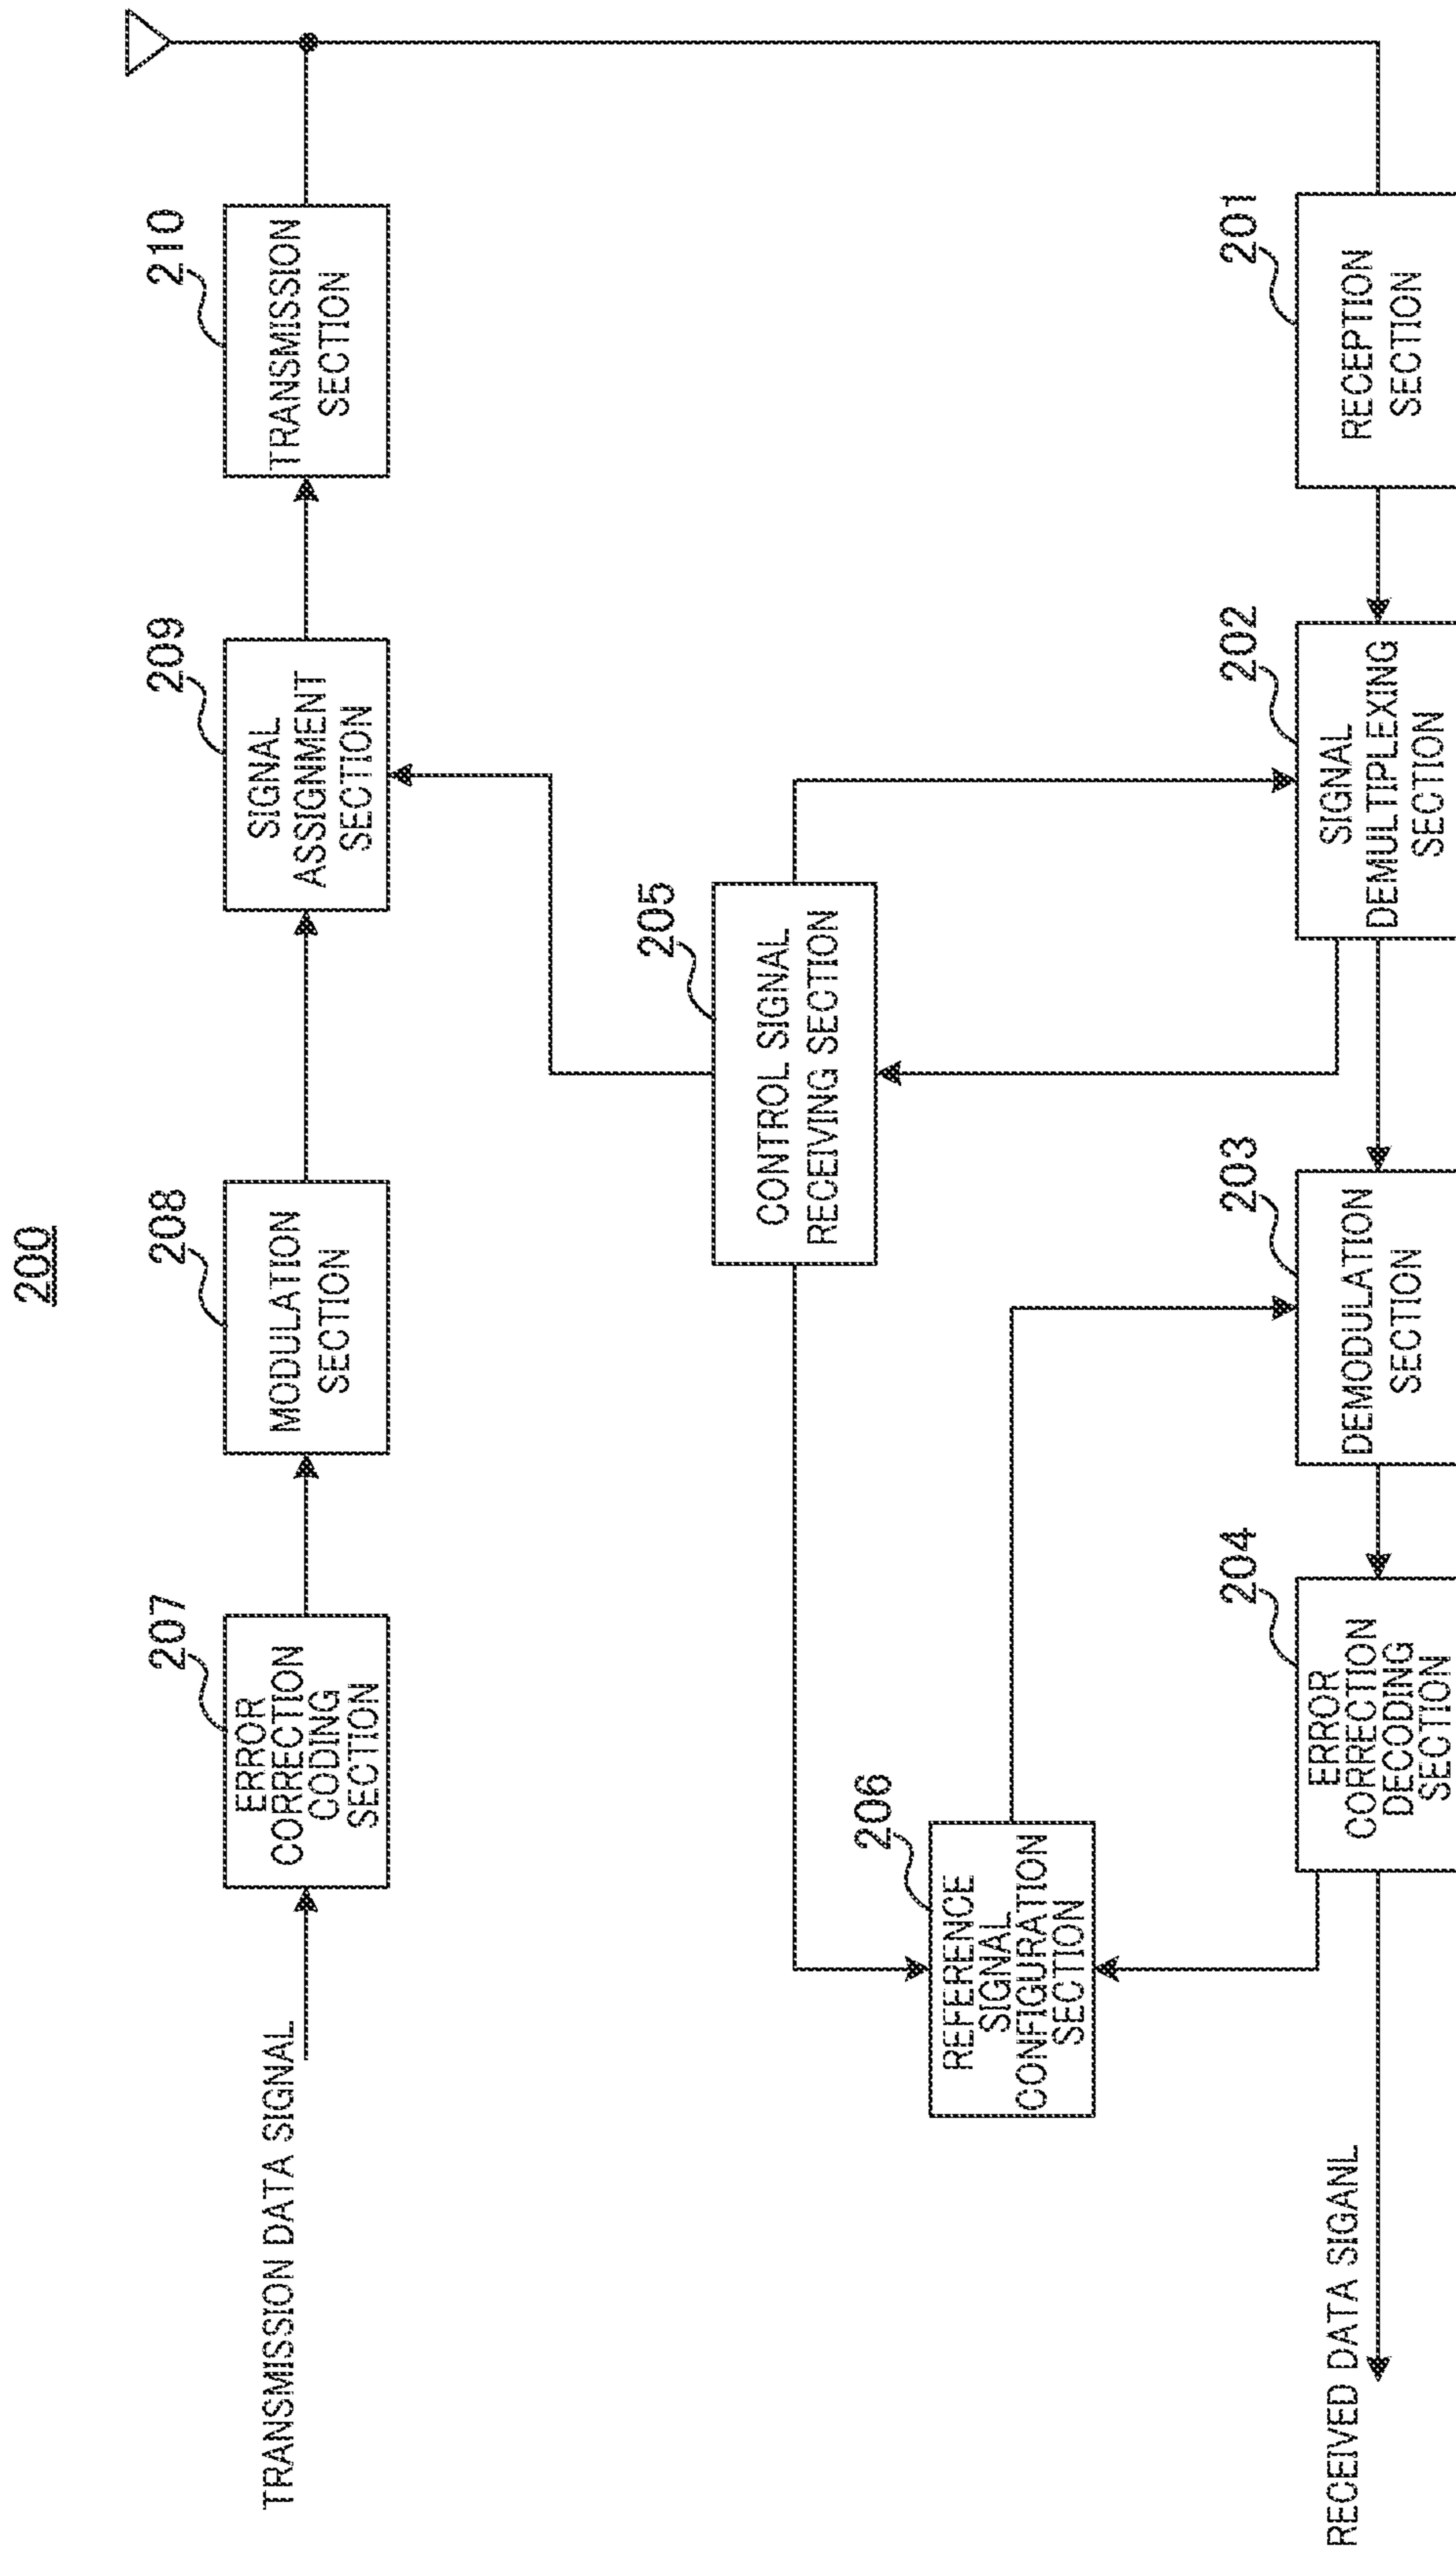 200
TRANSMISSION DATA SIGNAL
207
ERROR
CORRECTION
CODING
SECTION
208
MODULATION
SECTION
209
SIGNAL
ASSIGNMENT
SECTION
210
TRANSMISSION
SECTION
205
CONTROL SIGNAL
RECEIVING SECTION
206
REFERENCE
SIGNAL
CONFIGURATION
SECTION
RECEIVED DATA SIGANL
204
ERROR
CORRECTION
DECODING
SECTION
203
DEMODULATION
SECTION
202
SIGNAL
DEMULTIPLEXING
SECTION
201
RECEPTION
SECTION